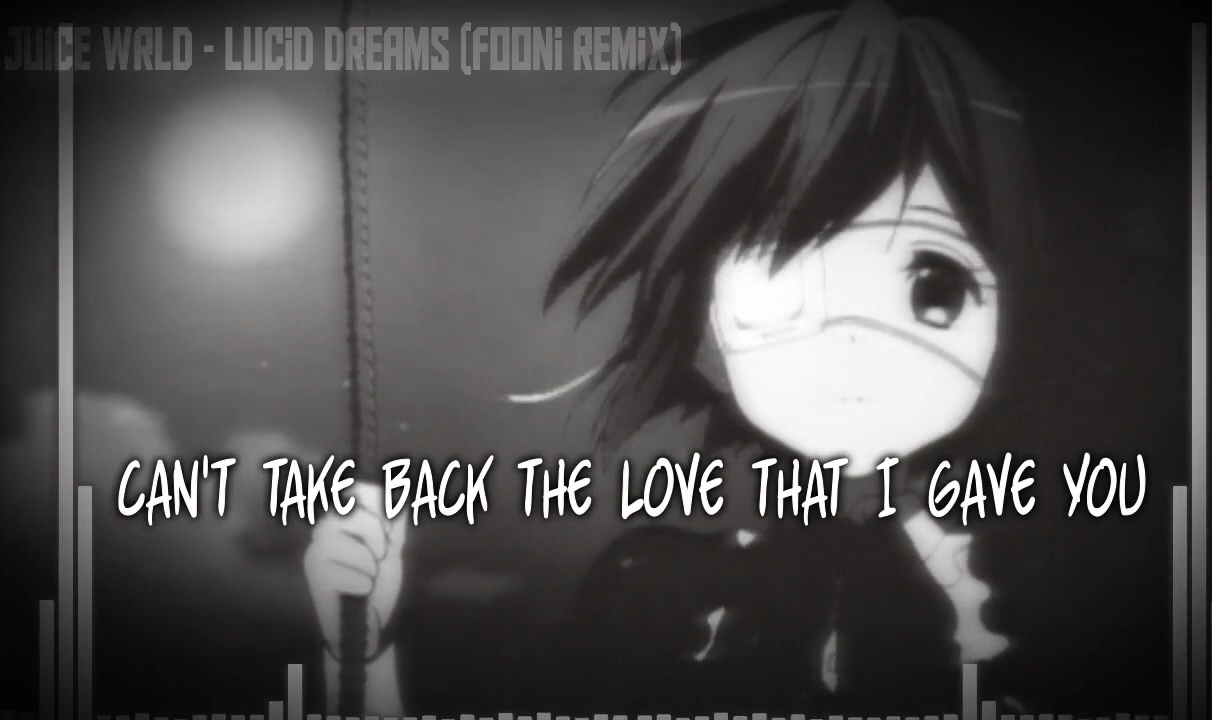 JUICE WRLD - LUCID DREAMS (FOONI REMIX)
CAN'T TAKE BACK THE LOVE THAT I GAVE YOU